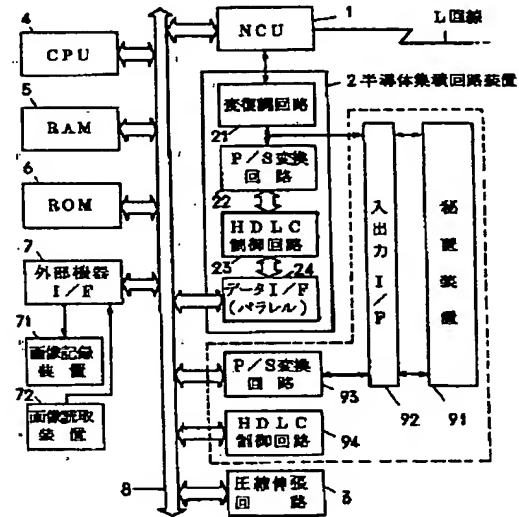 4
CPU
5
RAM
6
ROM
7
外部機器
I/F
71
画像記録
装置
72
画像読取
装置
8
NCU
1
L回線
2半導体集積回路装置
変復調回路
21
P/S変換
回路
22
HDLC
制御回路
23
24
データI/F
(パラレル)
入出力I/F
92
秘話装置
91
P/S変換
回路
93
HDLC
制御回路
94
圧縮伸張
回路
3